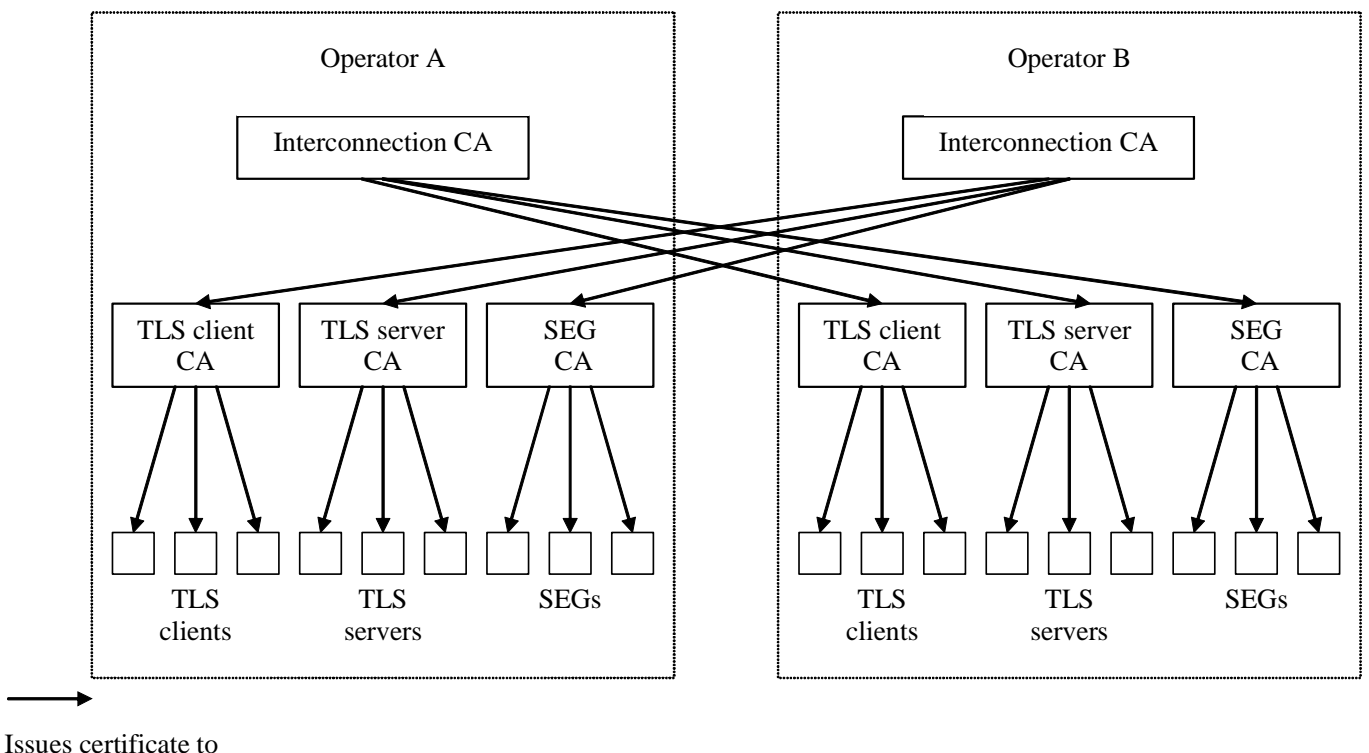 Operator A
Operator B
Interconnection CA
Interconnection CA
TLS client
CA
TLS server
CA
SEG
CA
TLS client
CA
TLS server
CA
SEG
CA
TLS
clients
TLS
servers
SEGs
TLS
clients
TLS
servers
SEGs
Issues certificate to